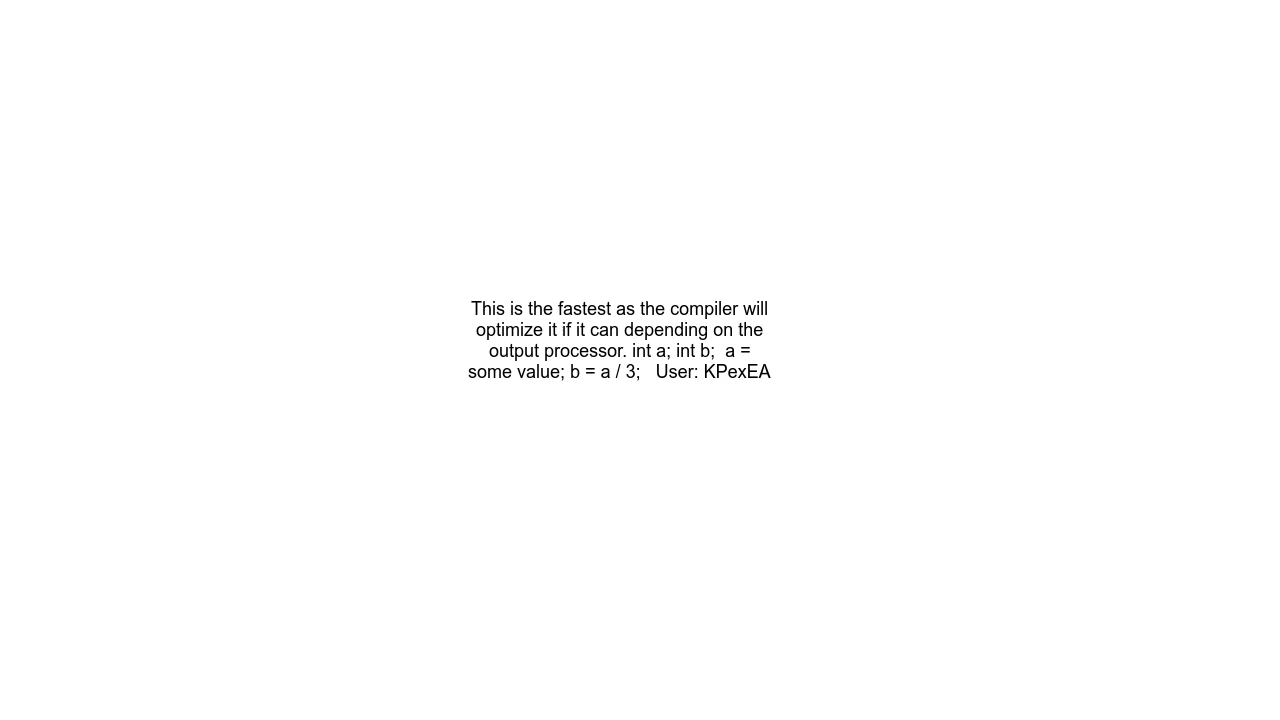 This is the fastest as the compiler will
optimize it if it can depending on the
output processor. int a; int b;  a =
some value; b = a / 3;   User: KPexEA